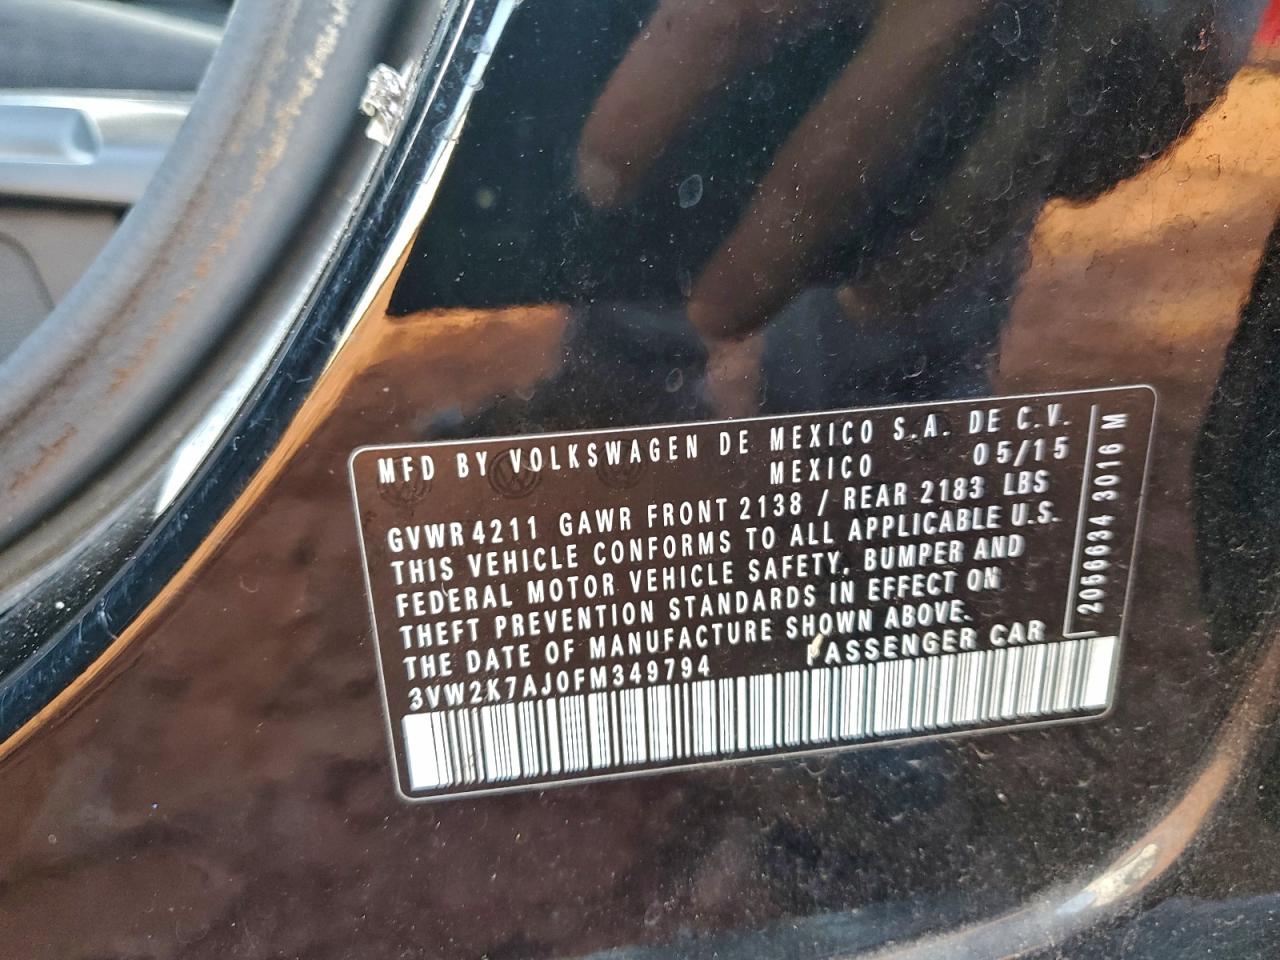 MFD BY VOLKSWAGEN DE MEXICO S.A. DE C.V.
MEXICO 05/15
GVWR 4211 GAWR FRONT 2138 / REAR 2183 LBS
THIS VEHICLE CONFORMS TO ALL APPLICABLE U.S.
FEDERAL MOTOR VEHICLE SAFETY, BUMPER AND
THEFT PREVENTION STANDARDS IN EFFECT ON
THE DATE OF MANUFACTURE SHOWN ABOVE.
3VW2K7AJ0FM349794 PASSENGER CAR
2056634 3016 M